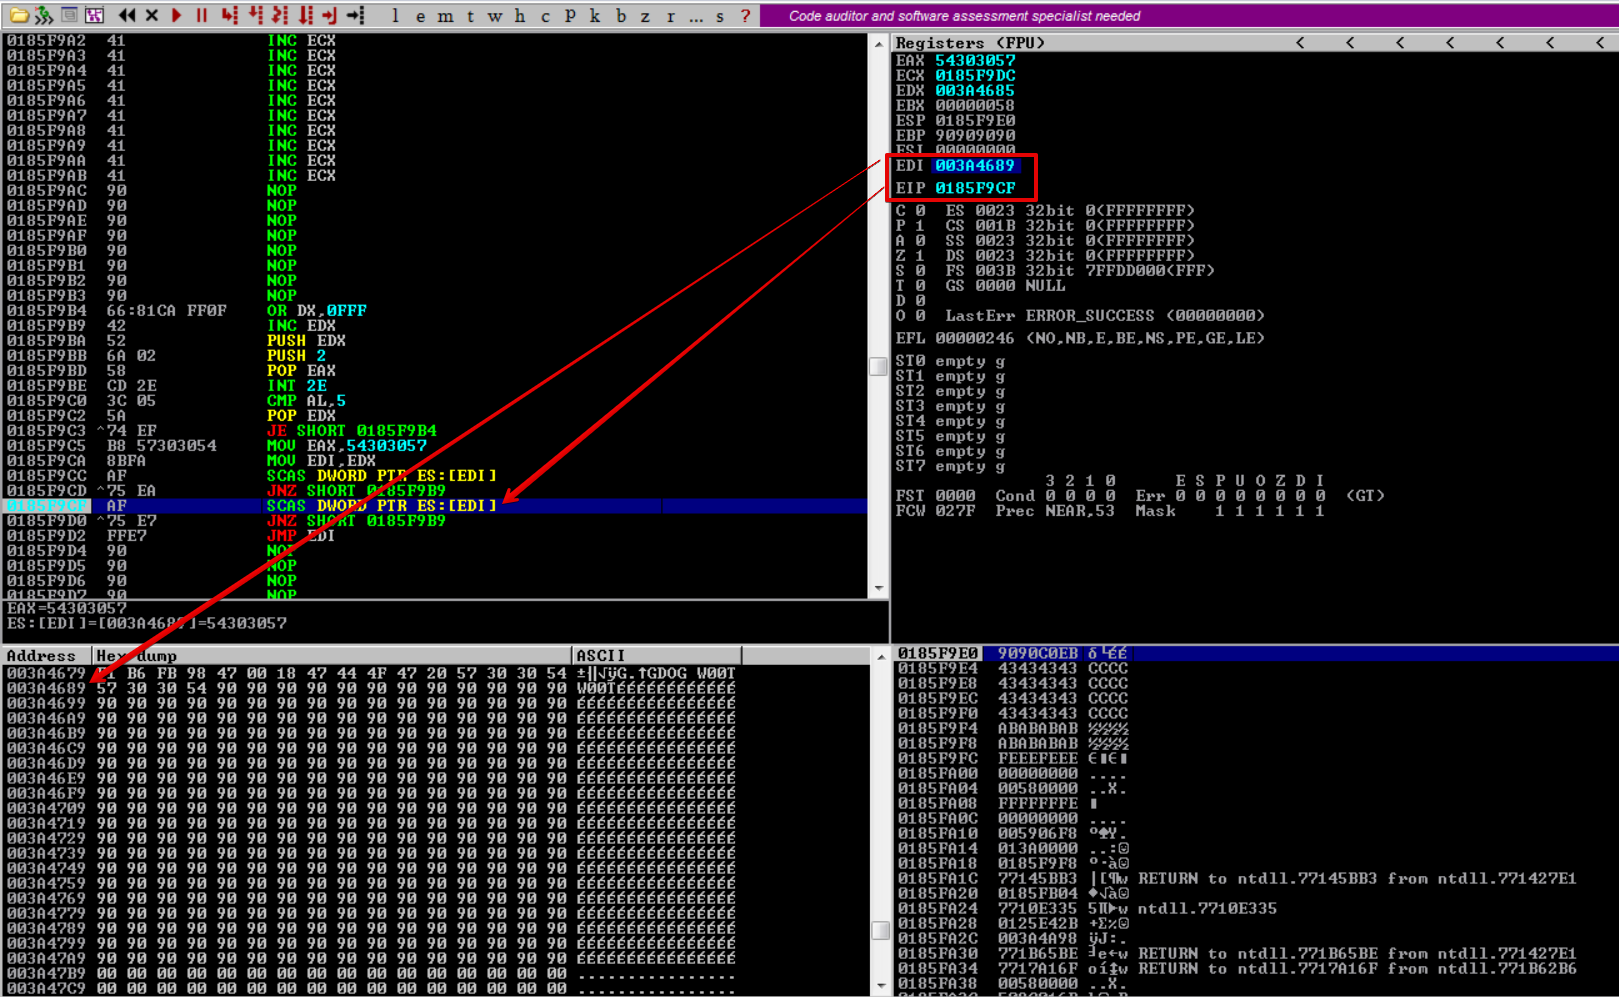 l e m t w h c P k b z r ... s ?
Code auditor and software assessment specialist needed
0185F9A2 41 INC ECX
0185F9A3 41 INC ECX
0185F9A4 41 INC ECX
0185F9A5 41 INC ECX
0185F9A6 41 INC ECX
0185F9A7 41 INC ECX
0185F9A8 41 INC ECX
0185F9A9 41 INC ECX
0185F9AA 41 INC ECX
0185F9AB 41 INC ECX
0185F9AC 90 NOP
0185F9AD 90 NOP
0185F9AE 90 NOP
0185F9AF 90 NOP
0185F9B0 90 NOP
0185F9B1 90 NOP
0185F9B2 90 NOP
0185F9B3 90 NOP
0185F9B4 66:81CA FF0F OR DX,0FFF
0185F9B9 42 INC EDX
0185F9BA 52 PUSH EDX
0185F9BB 6A 02 PUSH 2
0185F9BD 58 POP EAX
0185F9BE CD 2E INT 2E
0185F9C0 3C 05 CMP AL,5
0185F9C2 5A POP EDX
0185F9C3 ^74 EF JE SHORT 0185F9B4
0185F9C5 B8 57303054 MOV EAX,54303057
0185F9CA 8BFA MOV EDI,EDX
0185F9CC AF SCAS DWORD PTR ES:[EDI]
0185F9CD ^75 EA JNZ SHORT 0185F9B9
0185F9CF AF SCAS DWORD PTR ES:[EDI]
0185F9D0 ^75 E7 JNZ SHORT 0185F9B9
0185F9D2 FFE7 JMP EDI
0185F9D4 90 NOP
0185F9D5 90 NOP
0185F9D6 90 NOP
0185F9D7 90 NOP
EAX=54303057
ES:[EDI]=[003A4689]=54303057
Registers (FPU) < < < < < < <
EAX 54303057
ECX 0185F9DC
EDX 003A4685
EBX 00000058
ESP 0185F9E0
EBP 90909090
ESI 00000000
EDI 003A4689
EIP 0185F9CF
C 0 ES 0023 32bit 0(FFFFFFFF)
P 1 CS 001B 32bit 0(FFFFFFFF)
A 0 SS 0023 32bit 0(FFFFFFFF)
Z 1 DS 0023 32bit 0(FFFFFFFF)
S 0 FS 003B 32bit 7FFDD000(FFF)
T 0 GS 0000 NULL
D 0
O 0 LastErr ERROR_SUCCESS (00000000)
EFL 00000246 (NO,NB,E,BE,NS,PE,GE,LE)
ST0 empty g
ST1 empty g
ST2 empty g
ST3 empty g
ST4 empty g
ST5 empty g
ST6 empty g
ST7 empty g
3 2 1 0 E S P U O Z D I
FST 0000 Cond 0 0 0 0 Err 0 0 0 0 0 0 0 0 (GT)
FCW 027F Prec NEAR,53 Mask 1 1 1 1 1 1
Address Hex dump ASCII
003A4679 B6 FB 98 47 00 18 47 44 4F 47 20 57 30 30 54 ±║√ÿG.↑GDOG W00T
003A4689 57 30 30 54 90 90 90 90 90 90 90 90 90 90 90 90 W00TÉÉÉÉÉÉÉÉÉÉÉÉ
003A4699 90 90 90 90 90 90 90 90 90 90 90 90 90 90 90 90 ÉÉÉÉÉÉÉÉÉÉÉÉÉÉÉÉ
003A46A9 90 90 90 90 90 90 90 90 90 90 90 90 90 90 90 90 ÉÉÉÉÉÉÉÉÉÉÉÉÉÉÉÉ
003A46B9 90 90 90 90 90 90 90 90 90 90 90 90 90 90 90 90 ÉÉÉÉÉÉÉÉÉÉÉÉÉÉÉÉ
003A46C9 90 90 90 90 90 90 90 90 90 90 90 90 90 90 90 90 ÉÉÉÉÉÉÉÉÉÉÉÉÉÉÉÉ
003A46D9 90 90 90 90 90 90 90 90 90 90 90 90 90 90 90 90 ÉÉÉÉÉÉÉÉÉÉÉÉÉÉÉÉ
003A46E9 90 90 90 90 90 90 90 90 90 90 90 90 90 90 90 90 ÉÉÉÉÉÉÉÉÉÉÉÉÉÉÉÉ
003A46F9 90 90 90 90 90 90 90 90 90 90 90 90 90 90 90 90 ÉÉÉÉÉÉÉÉÉÉÉÉÉÉÉÉ
003A4709 90 90 90 90 90 90 90 90 90 90 90 90 90 90 90 90 ÉÉÉÉÉÉÉÉÉÉÉÉÉÉÉÉ
003A4719 90 90 90 90 90 90 90 90 90 90 90 90 90 90 90 90 ÉÉÉÉÉÉÉÉÉÉÉÉÉÉÉÉ
003A4729 90 90 90 90 90 90 90 90 90 90 90 90 90 90 90 90 ÉÉÉÉÉÉÉÉÉÉÉÉÉÉÉÉ
003A4739 90 90 90 90 90 90 90 90 90 90 90 90 90 90 90 90 ÉÉÉÉÉÉÉÉÉÉÉÉÉÉÉÉ
003A4749 90 90 90 90 90 90 90 90 90 90 90 90 90 90 90 90 ÉÉÉÉÉÉÉÉÉÉÉÉÉÉÉÉ
003A4759 90 90 90 90 90 90 90 90 90 90 90 90 90 90 90 90 ÉÉÉÉÉÉÉÉÉÉÉÉÉÉÉÉ
003A4769 90 90 90 90 90 90 90 90 90 90 90 90 90 90 90 90 ÉÉÉÉÉÉÉÉÉÉÉÉÉÉÉÉ
003A4779 90 90 90 90 90 90 90 90 90 90 90 90 90 90 90 90 ÉÉÉÉÉÉÉÉÉÉÉÉÉÉÉÉ
003A4789 90 90 90 90 90 90 90 90 90 90 90 90 90 90 90 90 ÉÉÉÉÉÉÉÉÉÉÉÉÉÉÉÉ
003A4799 90 90 90 90 90 90 90 90 90 90 90 90 90 90 90 90 ÉÉÉÉÉÉÉÉÉÉÉÉÉÉÉÉ
003A47A9 90 90 90 90 90 90 90 90 90 90 90 90 90 90 90 90 ÉÉÉÉÉÉÉÉÉÉÉÉÉÉÉÉ
003A47B9 00 00 00 00 00 00 00 00 00 00 00 00 00 00 00 00 ................
003A47C9 00 00 00 00 00 00 00 00 00 00 00 00 00 00 00 00 ................
0185F9E0 9090C0EB δ└ÉÉ
0185F9E4 43434343 CCCC
0185F9E8 43434343 CCCC
0185F9EC 43434343 CCCC
0185F9F0 43434343 CCCC
0185F9F4 ABABABAB ½½½½
0185F9F8 ABABABAB ½½½½
0185F9FC FEEEFEEE
0185FA00 00000000 ....
0185FA04 00580000 ..X.
0185FA08 FFFFFFFE
0185FA0C 00000000 ....
0185FA10 005906F8 °♠Y.
0185FA14 013A0000 ..:☺
0185FA18 0185F9F8 °·à☺
0185FA1C 77145BB3 │[¶w RETURN to ntdll.77145BB3 from ntdll.771427E1
0185FA20 0185FB04 ♦√à☺
0185FA24 7710E335 5π►w ntdll.7710E335
0185FA28 0125E42B +Σ%☺
0185FA2C 003A4A98 ÿJ:.
0185FA30 771B65BE ╛e←w RETURN to ntdll.771B65BE from ntdll.771427E1
0185FA34 7717A16F oí↨w RETURN to ntdll.7717A16F from ntdll.771B62B6
0185FA38 00580000 ..X.